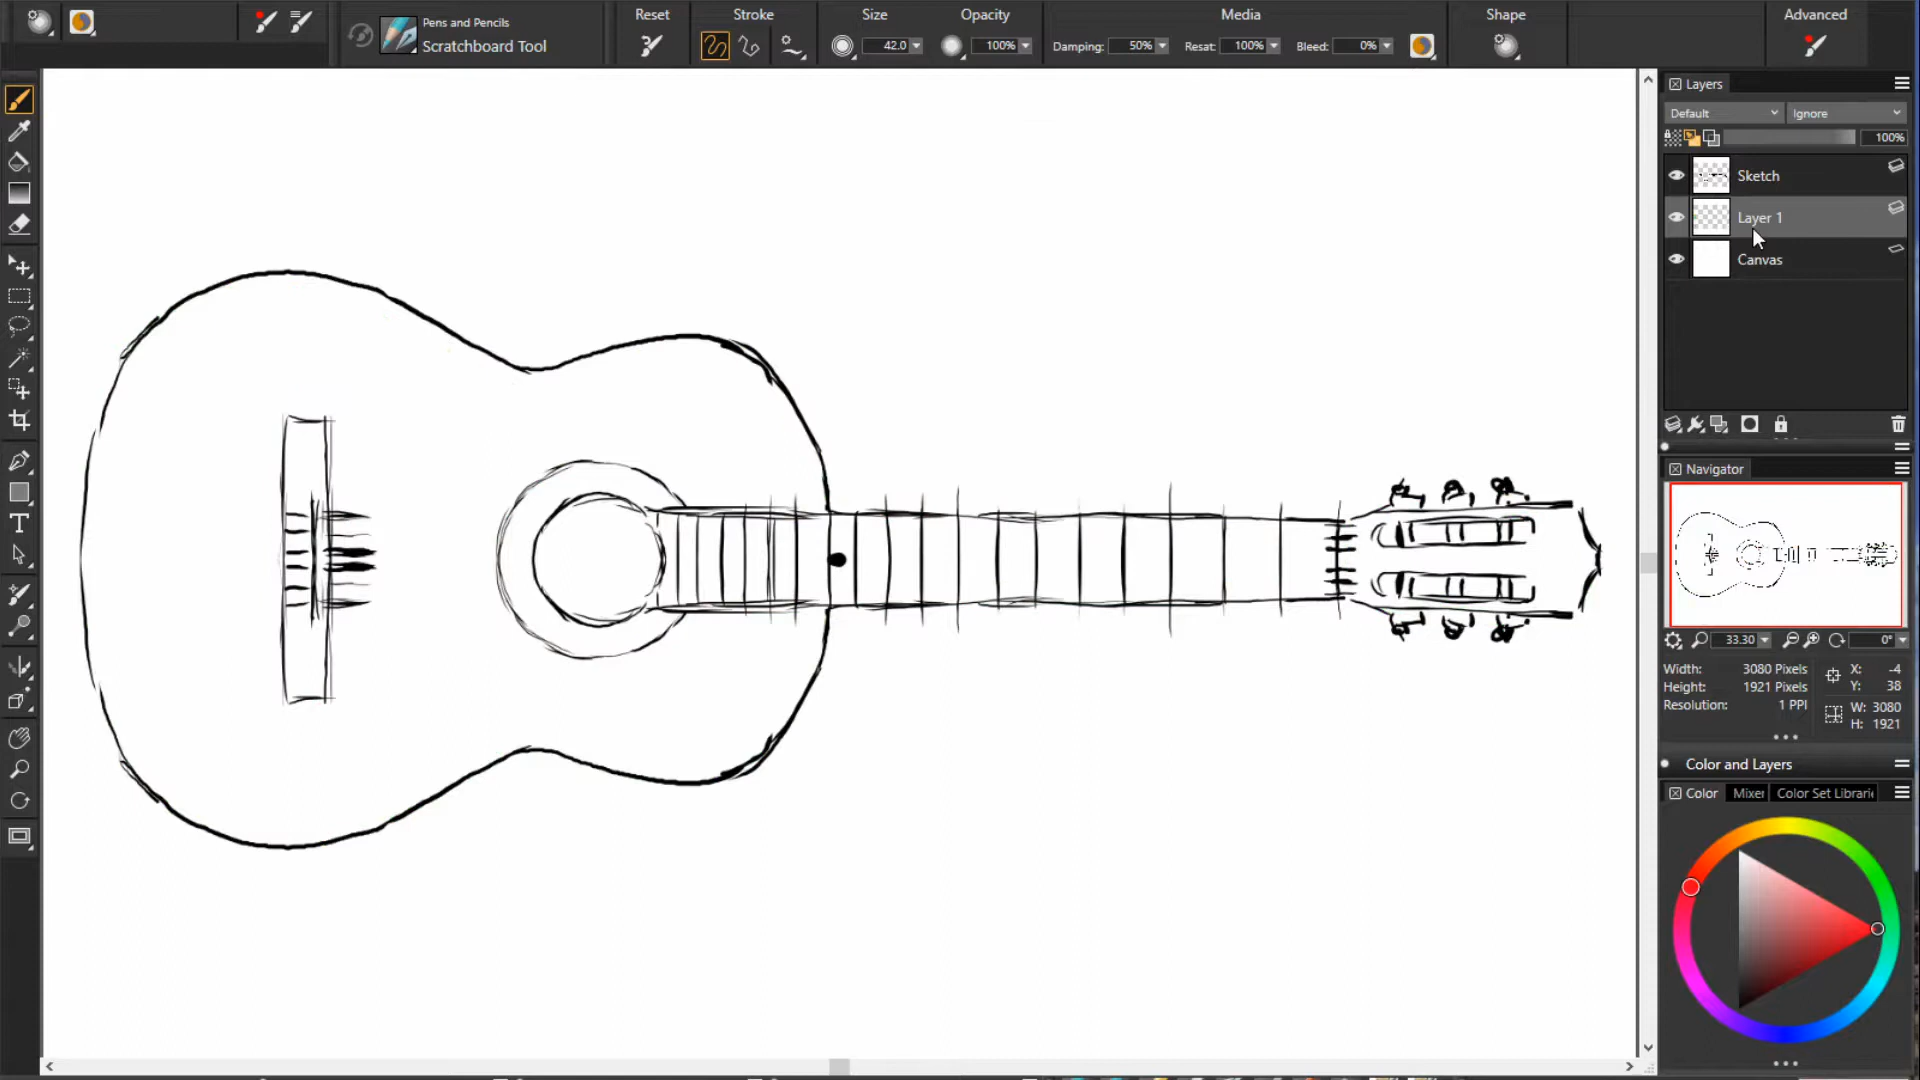 Reset
Stroke
Size
Opacity
Media
Shape
Advanced
Pens and Pencils
Scratchboard Tool
42.0
100%
Damping: 50%
Resat: 100%
Bleed: 0%
Layers
Default
Ignore
100%
Sketch
Layer 1
Canvas
Navigator
33.30
0°
Width: 3080 Pixels
Height: 1921 Pixels
Resolution: 1 PPI
X: -4
Y: 38
W: 3080
H: 1921
Color and Layers
Color
Mixer
Color Set Librari
T